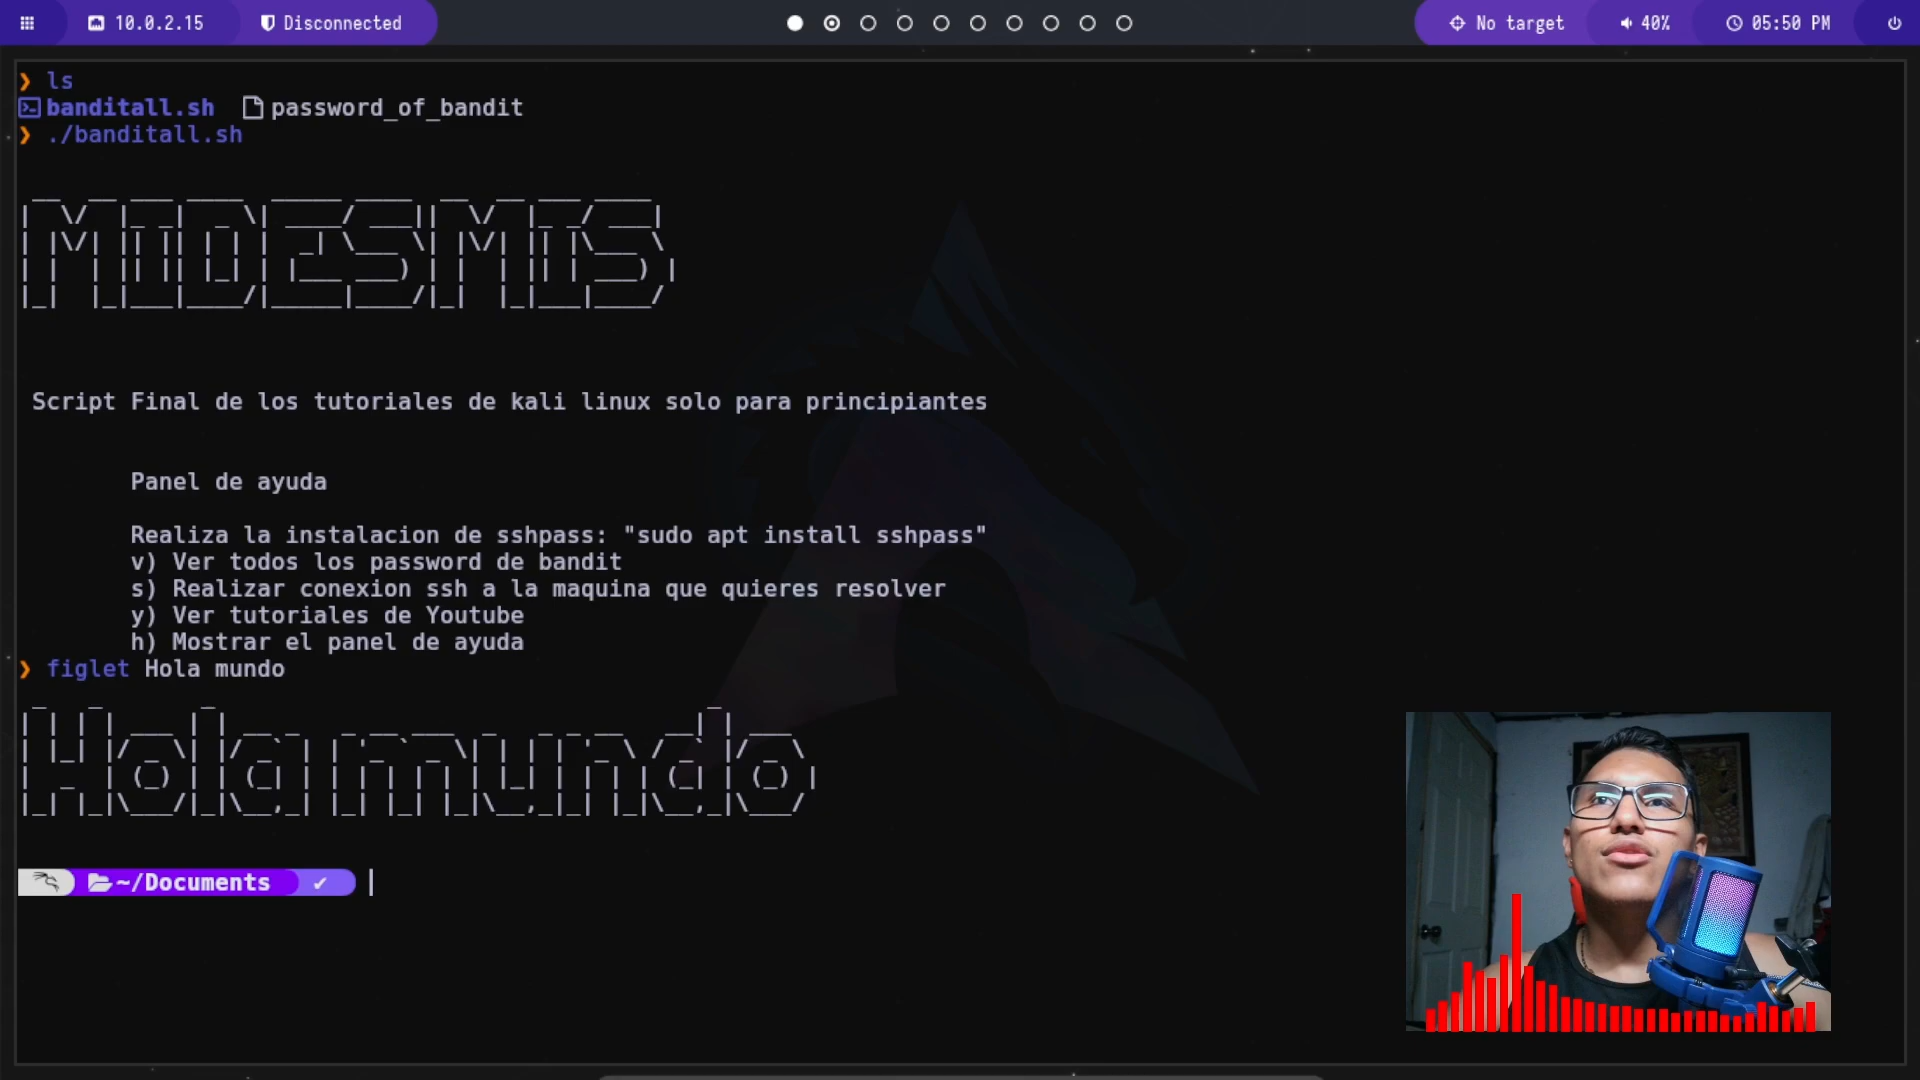 10.0.2.15 Disconnected No target 40% 05:50 PM
❯ ls
banditall.sh password_of_bandit
❯ ./banditall.sh
MIDESMIS
Script Final de los tutoriales de kali linux solo para principiantes
Panel de ayuda
Realiza la instalacion de sshpass: "sudo apt install sshpass"
v) Ver todos los password de bandit
s) Realizar conexion ssh a la maquina que quieres resolver
y) Ver tutoriales de Youtube
h) Mostrar el panel de ayuda
❯ figlet Hola mundo
Hola mundo
~/Documents ✔